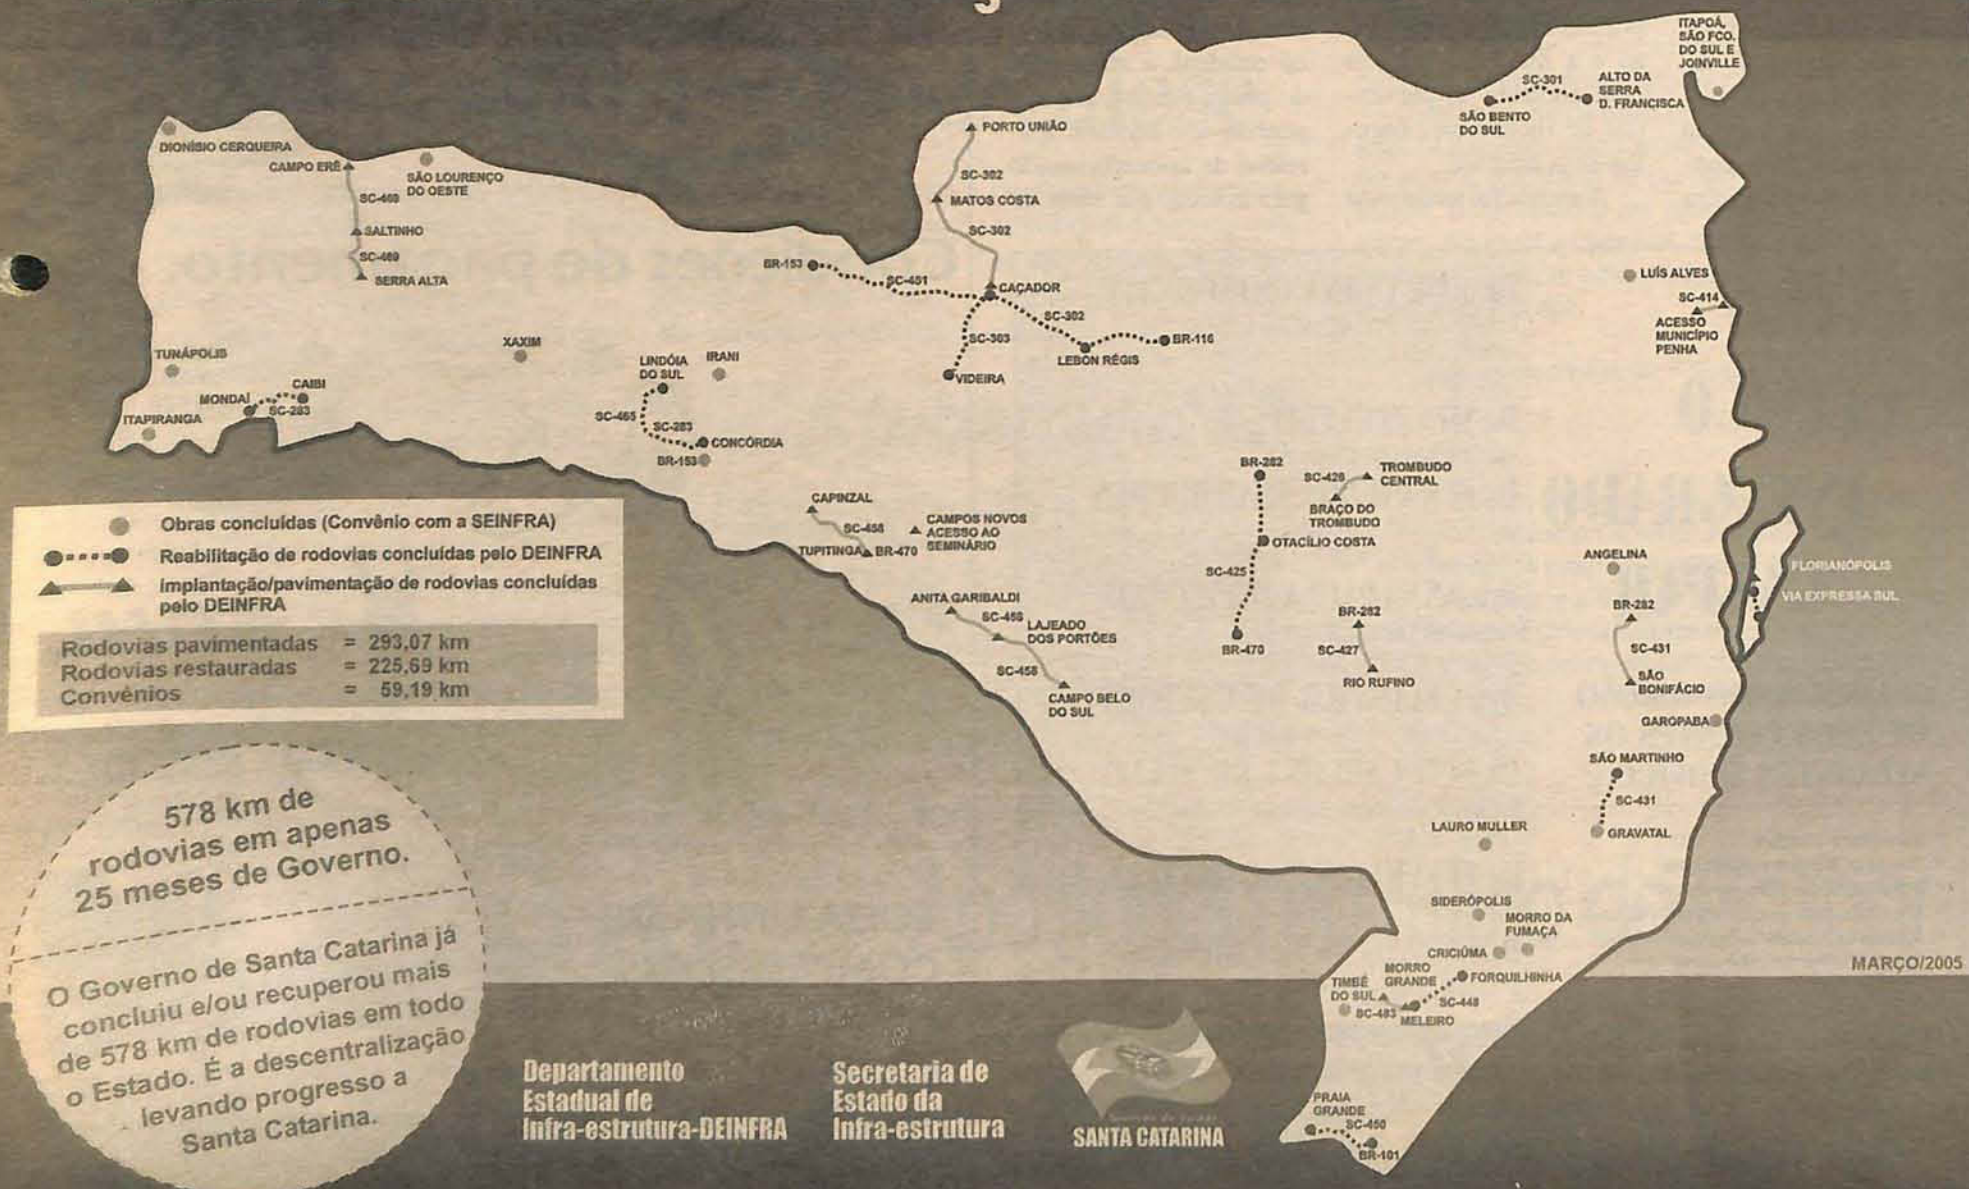 ITAPOÁ,
SÃO FCO.
DO SUL E
JOINVILLE
SC-301
ALTO DA
SERRA
D. FRANCISCA
SÃO BENTO
DO SUL
DIONÍSIO CERQUEIRA
CAMPO ERÊ
SÃO LOURENÇO
DO OESTE
SC-469
SALTINHO
SC-469
SERRA ALTA
PORTO UNIÃO
SC-302
MATOS COSTA
SC-302
BR-153
SC-451
CAÇADOR
SC-302
SC-303
LEBON RÉGIS
BR-116
VIDEIRA
LUÍS ALVES
SC-414
ACESSO
MUNICÍPIO
PENHA
TUNÁPOLIS
XAXIM
LINDÓIA
DO SUL
IRANI
CAIBI
MONDAÍ
SC-283
ITAPIRANGA
SC-465
SC-283
CONCÓRDIA
BR-153
BR-282
SC-426
TROMBUDO
CENTRAL
BRAÇO DO
TROMBUDO
CAPINZAL
SC-458
TUPITINGA
BR-470
CAMPOS NOVOS
ACESSO AO
SEMINÁRIO
OTACÍLIO COSTA
SC-425
BR-470
ANGELINA
FLORIANÓPOLIS
VIA EXPRESSA SUL
ANITA GARIBALDI
SC-458
LAJEADO
DOS PORTÕES
SC-458
CAMPO BELO
DO SUL
BR-282
SC-427
RIO RUFINO
BR-282
SC-431
SÃO
BONIFÁCIO
GAROPABA
SÃO MARTINHO
SC-431
GRAVATAL
LAURO MULLER
SIDERÓPOLIS
MORRO DA
FUMAÇA
CRICIÚMA
MORRO
GRANDE
FORQUILHINHA
TIMBÉ
DO SUL
SC-448
SC-483
MELEIRO
PRAIA
GRANDE
SC-450
BR-101
Obras concluídas (Convênio com a SEINFRA)
Reabilitação de rodovias concluídas pelo DEINFRA
Implantação/pavimentação de rodovias concluídas
pelo DEINFRA
Rodovias pavimentadas = 293,07 km
Rodovias restauradas = 225,69 km
Convênios = 59,19 km
578 km de
rodovias em apenas
25 meses de Governo.
O Governo de Santa Catarina já
concluiu e/ou recuperou mais
de 578 km de rodovias em todo
o Estado. É a descentralização
levando progresso a
Santa Catarina.
MARÇO/2005
Departamento
Estadual de
Infra-estrutura-DEINFRA
Secretaria de
Estado da
Infra-estrutura
SANTA CATARINA